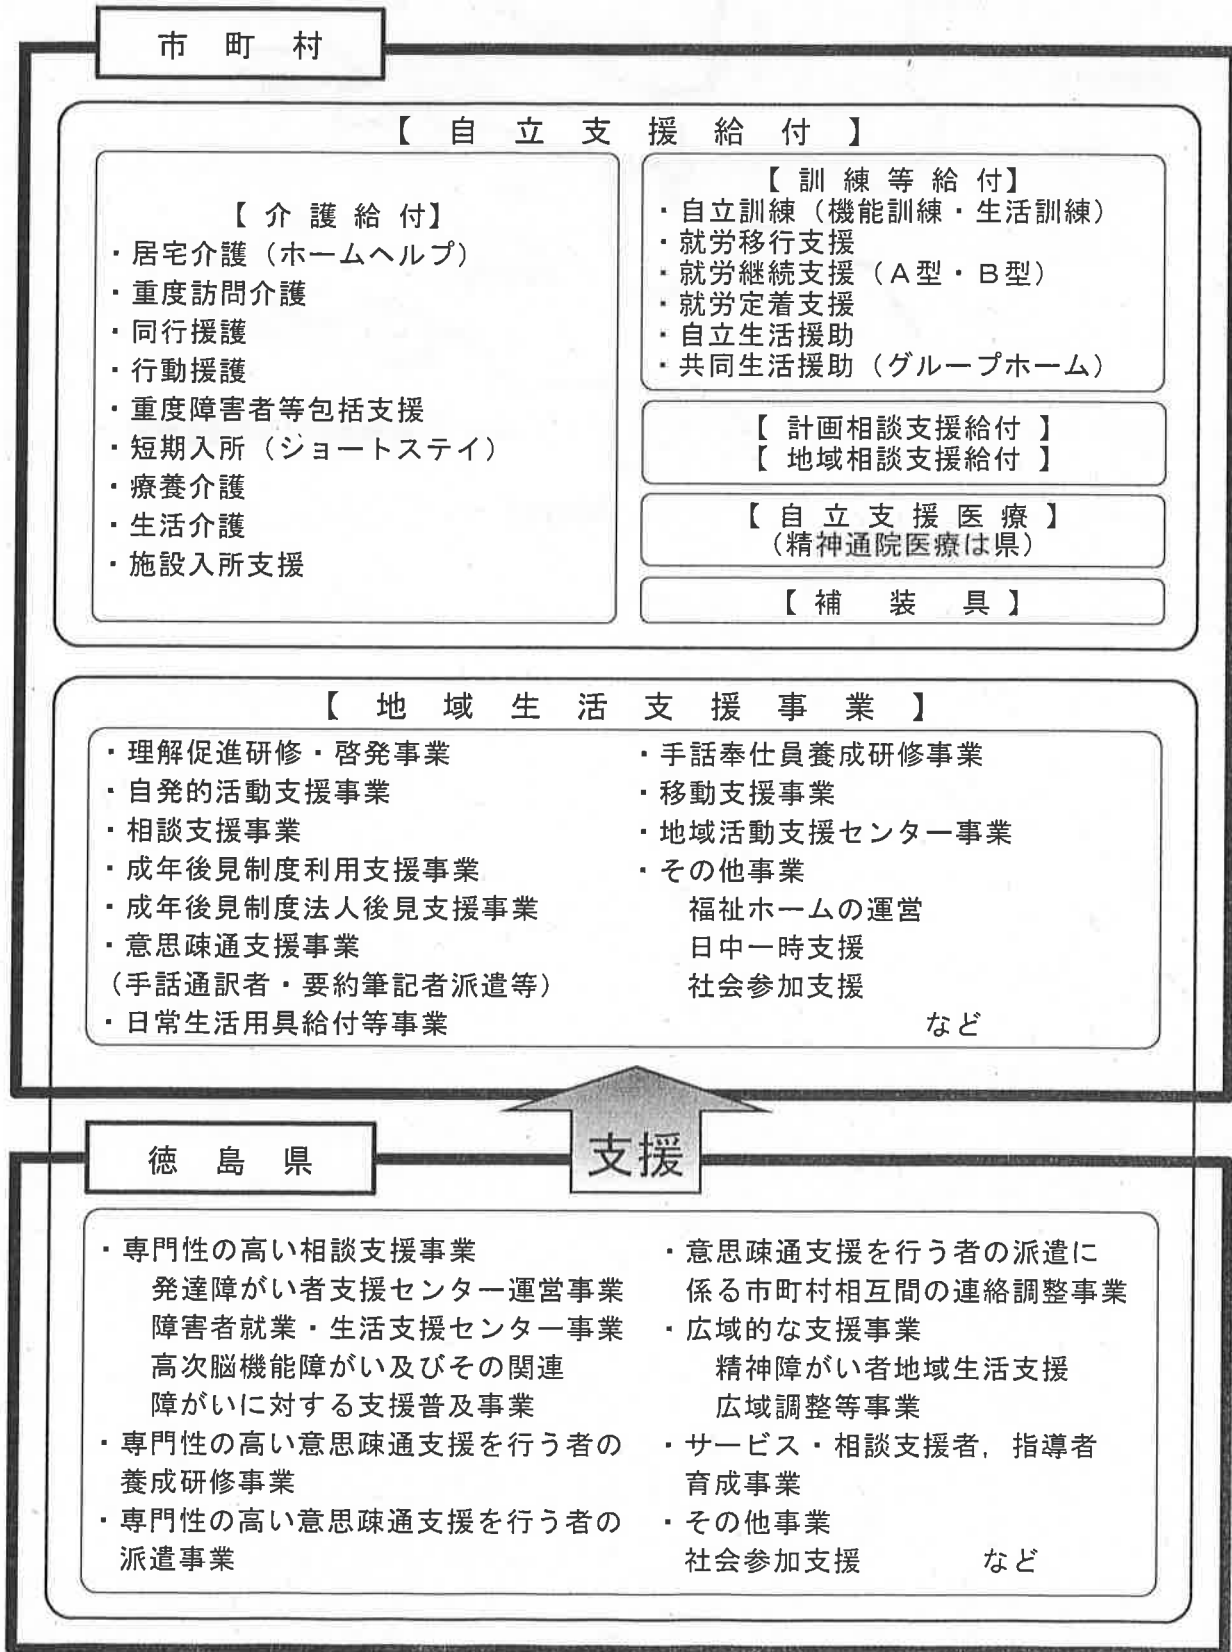 市町村
【自立支援給付】
【介護給付】
・居宅介護（ホームヘルプ）
・重度訪問介護
・同行援護
・行動援護
・重度障害者等包括支援
・短期入所（ショートステイ）
・療養介護
・生活介護
・施設入所支援
【訓練等給付】
・自立訓練（機能訓練・生活訓練）
・就労移行支援
・就労継続支援（Ａ型・Ｂ型）
・就労定着支援
・自立生活援助
・共同生活援助（グループホーム）
【計画相談支援給付】
【地域相談支援給付】
【自立支援医療】
（精神通院医療は県）
【補装具】
【地域生活支援事業】
・理解促進研修・啓発事業
・自発的活動支援事業
・相談支援事業
・成年後見制度利用支援事業
・成年後見制度法人後見支援事業
・意思疎通支援事業
（手話通訳者・要約筆記者派遣等）
・日常生活用具給付等事業
・手話奉仕員養成研修事業
・移動支援事業
・地域活動支援センター事業
・その他事業
福祉ホームの運営
日中一時支援
社会参加支援
など
支援
徳島県
・専門性の高い相談支援事業
発達障がい者支援センター運営事業
障害者就業・生活支援センター事業
高次脳機能障がい及びその関連
障がいに対する支援普及事業
・専門性の高い意思疎通支援を行う者の
養成研修事業
・専門性の高い意思疎通支援を行う者の
派遣事業
・意思疎通支援を行う者の派遣に
係る市町村相互間の連絡調整事業
・広域的な支援事業
精神障がい者地域生活支援
広域調整等事業
・サービス・相談支援者，指導者
育成事業
・その他事業
社会参加支援　など